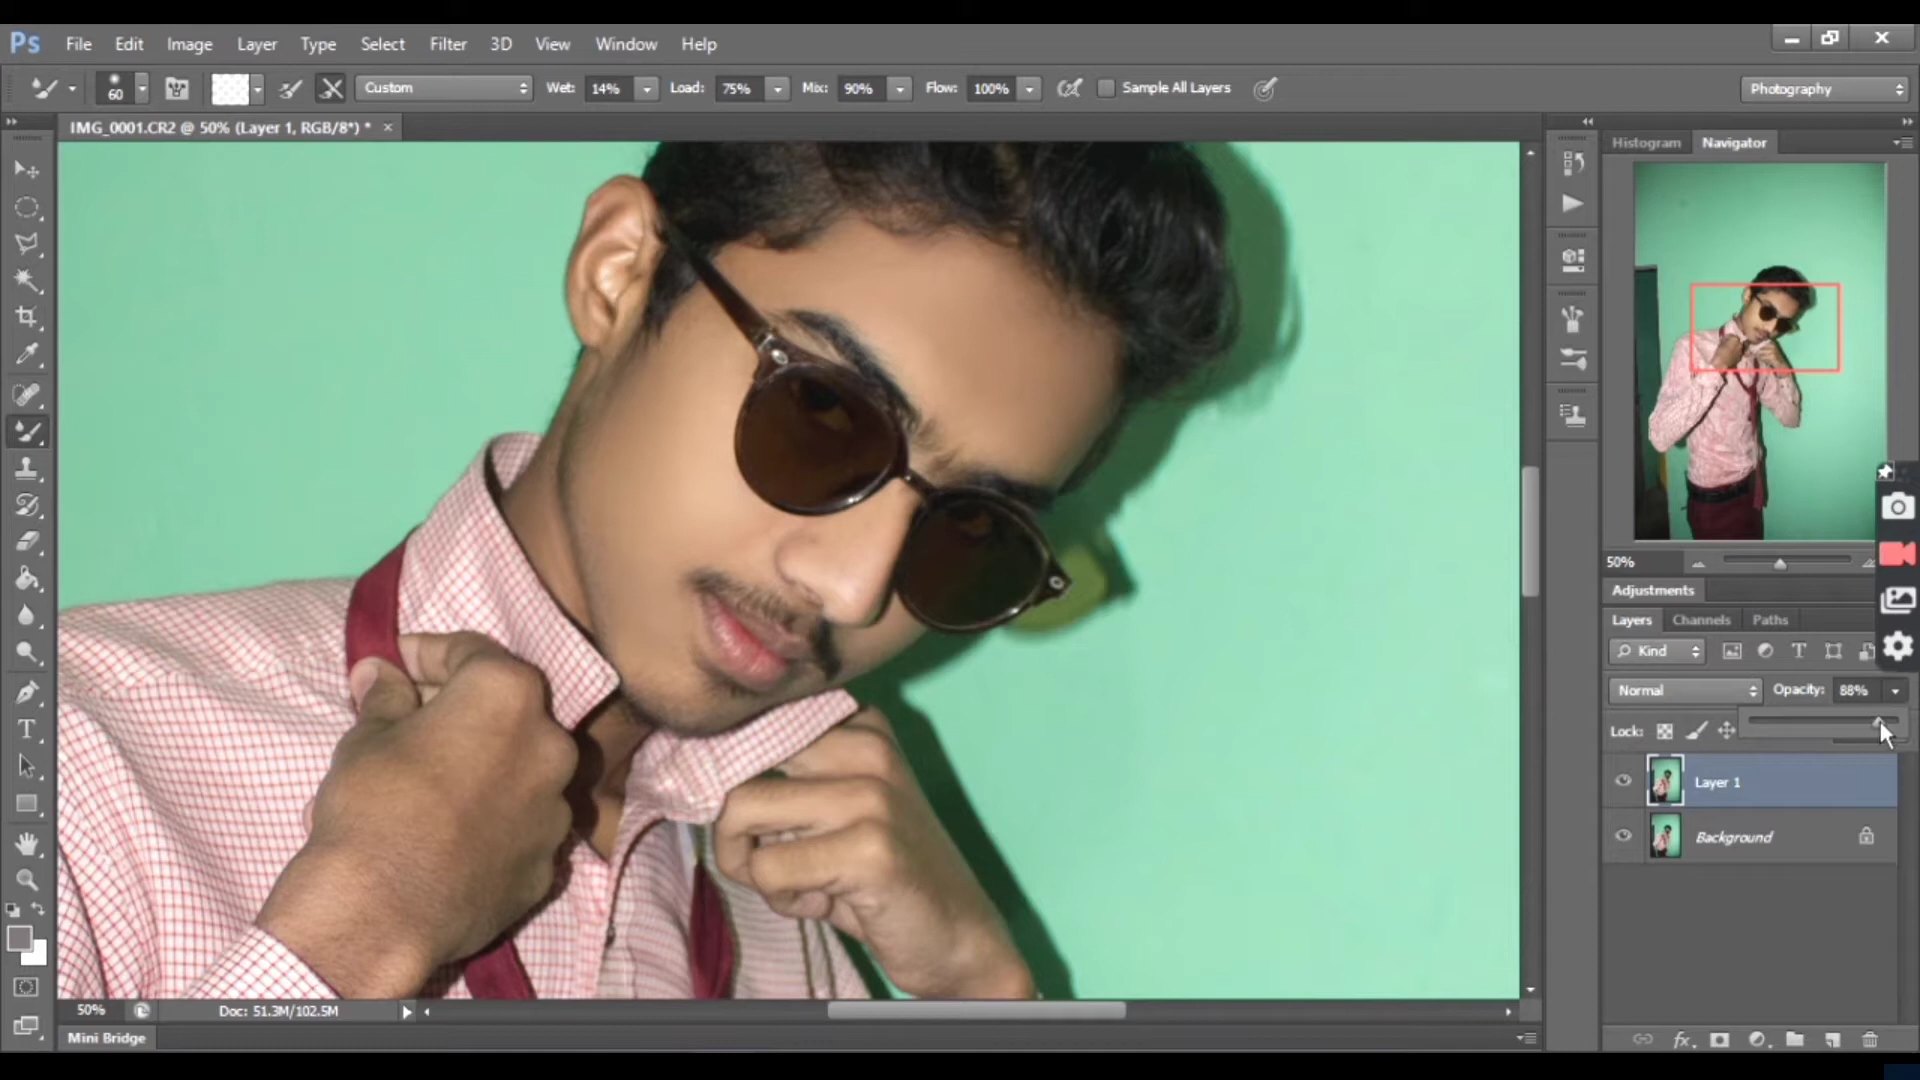 Ps File Edit Image Layer Type Select Filter 3D View Window Help
60 Custom Wet: 14% Load: 75% Mix: 90% Flow: 100% Sample All Layers Photography
IMG_0001.CR2 @ 50% (Layer 1, RGB/8*) * ×
Histogram Navigator
50%
Adjustments
Layers Channels Paths
Kind
Normal Opacity: 88%
Lock:
Layer 1
Background
50% Doc: 51.3M/102.5M
Mini Bridge